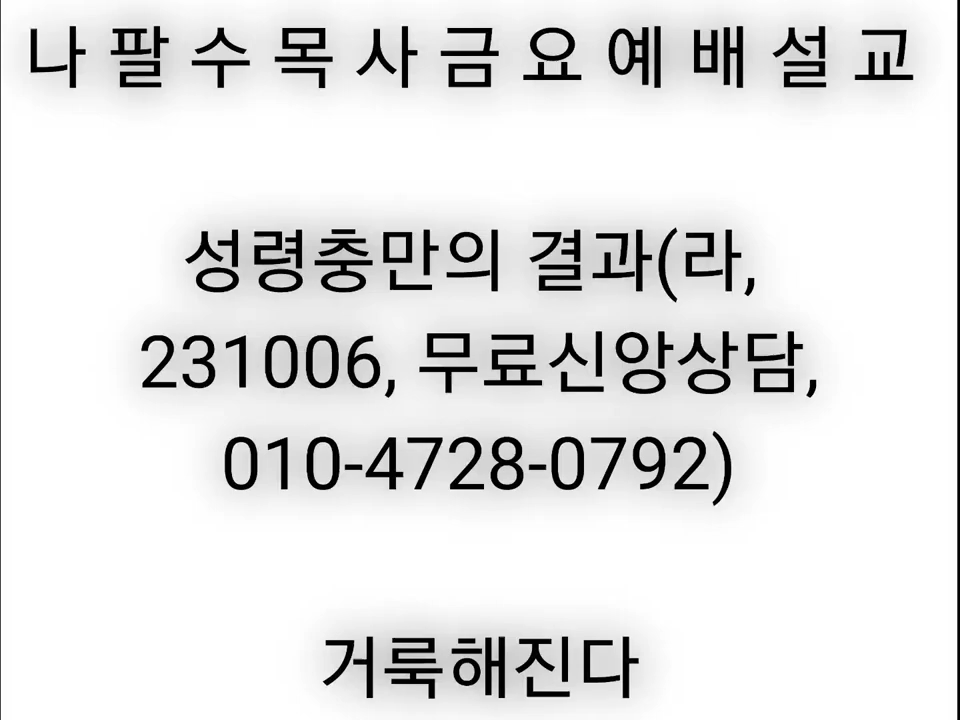 나 팔 수 목 사 금 요 예 배 설 교
성령충만의 결과(라,
231006, 무료신앙상담,
010-4728-0792)
거룩해진다